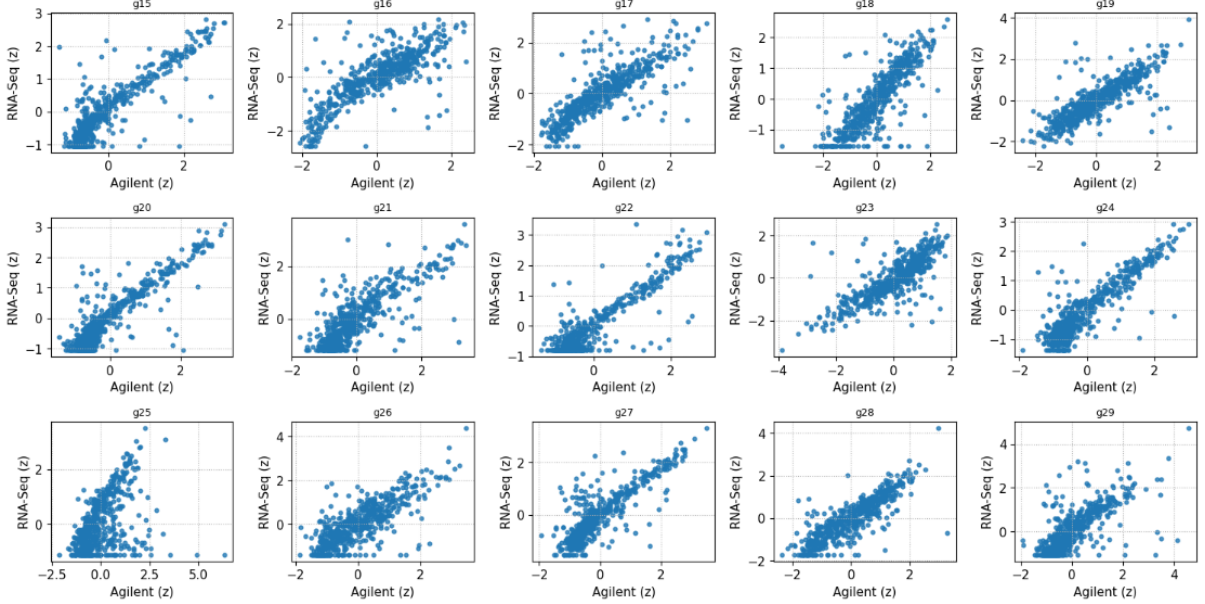 g15
RNA-Seq (z)
3
2
1
0
−1
0 2
Agilent (z)
g16
RNA-Seq (z)
2
0
−2
−2 0 2
Agilent (z)
g17
RNA-Seq (z)
2
0
−2
−2 0 2
Agilent (z)
g18
RNA-Seq (z)
2
1
0
−1
−2 0 2
Agilent (z)
g19
RNA-Seq (z)
4
2
0
−2
−2 0 2
Agilent (z)
g20
RNA-Seq (z)
3
2
1
0
−1
0 2
Agilent (z)
g21
RNA-Seq (z)
2
0
−2 0 2
Agilent (z)
g22
RNA-Seq (z)
3
2
1
0
−1
0 2
Agilent (z)
g23
RNA-Seq (z)
2
0
−2
−4 −2 0 2
Agilent (z)
g24
RNA-Seq (z)
3
2
1
0
−1
−2 0 2
Agilent (z)
g25
RNA-Seq (z)
2
0
−2.5 0.0 2.5 5.0
Agilent (z)
g26
RNA-Seq (z)
4
2
0
−2 0 2
Agilent (z)
g27
RNA-Seq (z)
2
0
−2 0 2
Agilent (z)
g28
RNA-Seq (z)
4
2
0
−2
−2 0 2
Agilent (z)
g29
RNA-Seq (z)
4
2
0
−2 0 2 4
Agilent (z)